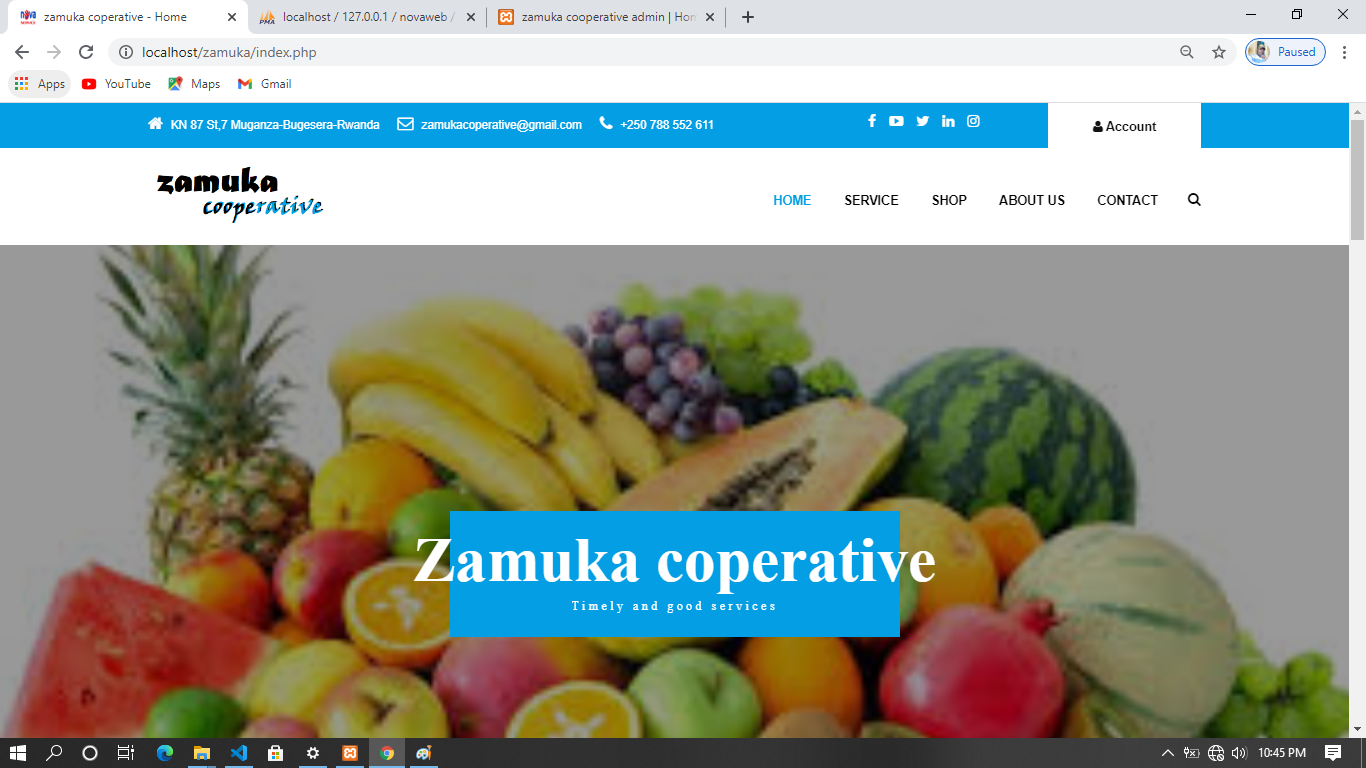 zamuka coperative - Home
localhost / 127.0.0.1 / novaweb /
zamuka cooperative admin | Hom
localhost/zamuka/index.php
Paused
Apps YouTube Maps Gmail
KN 87 St,7 Muganza-Bugesera-Rwanda zamukacoperative@gmail.com +250 788 552 611 Account
zamuka
cooperative
HOME SERVICE SHOP ABOUT US CONTACT
Zamuka coperative
Timely and good services
10:45 PM